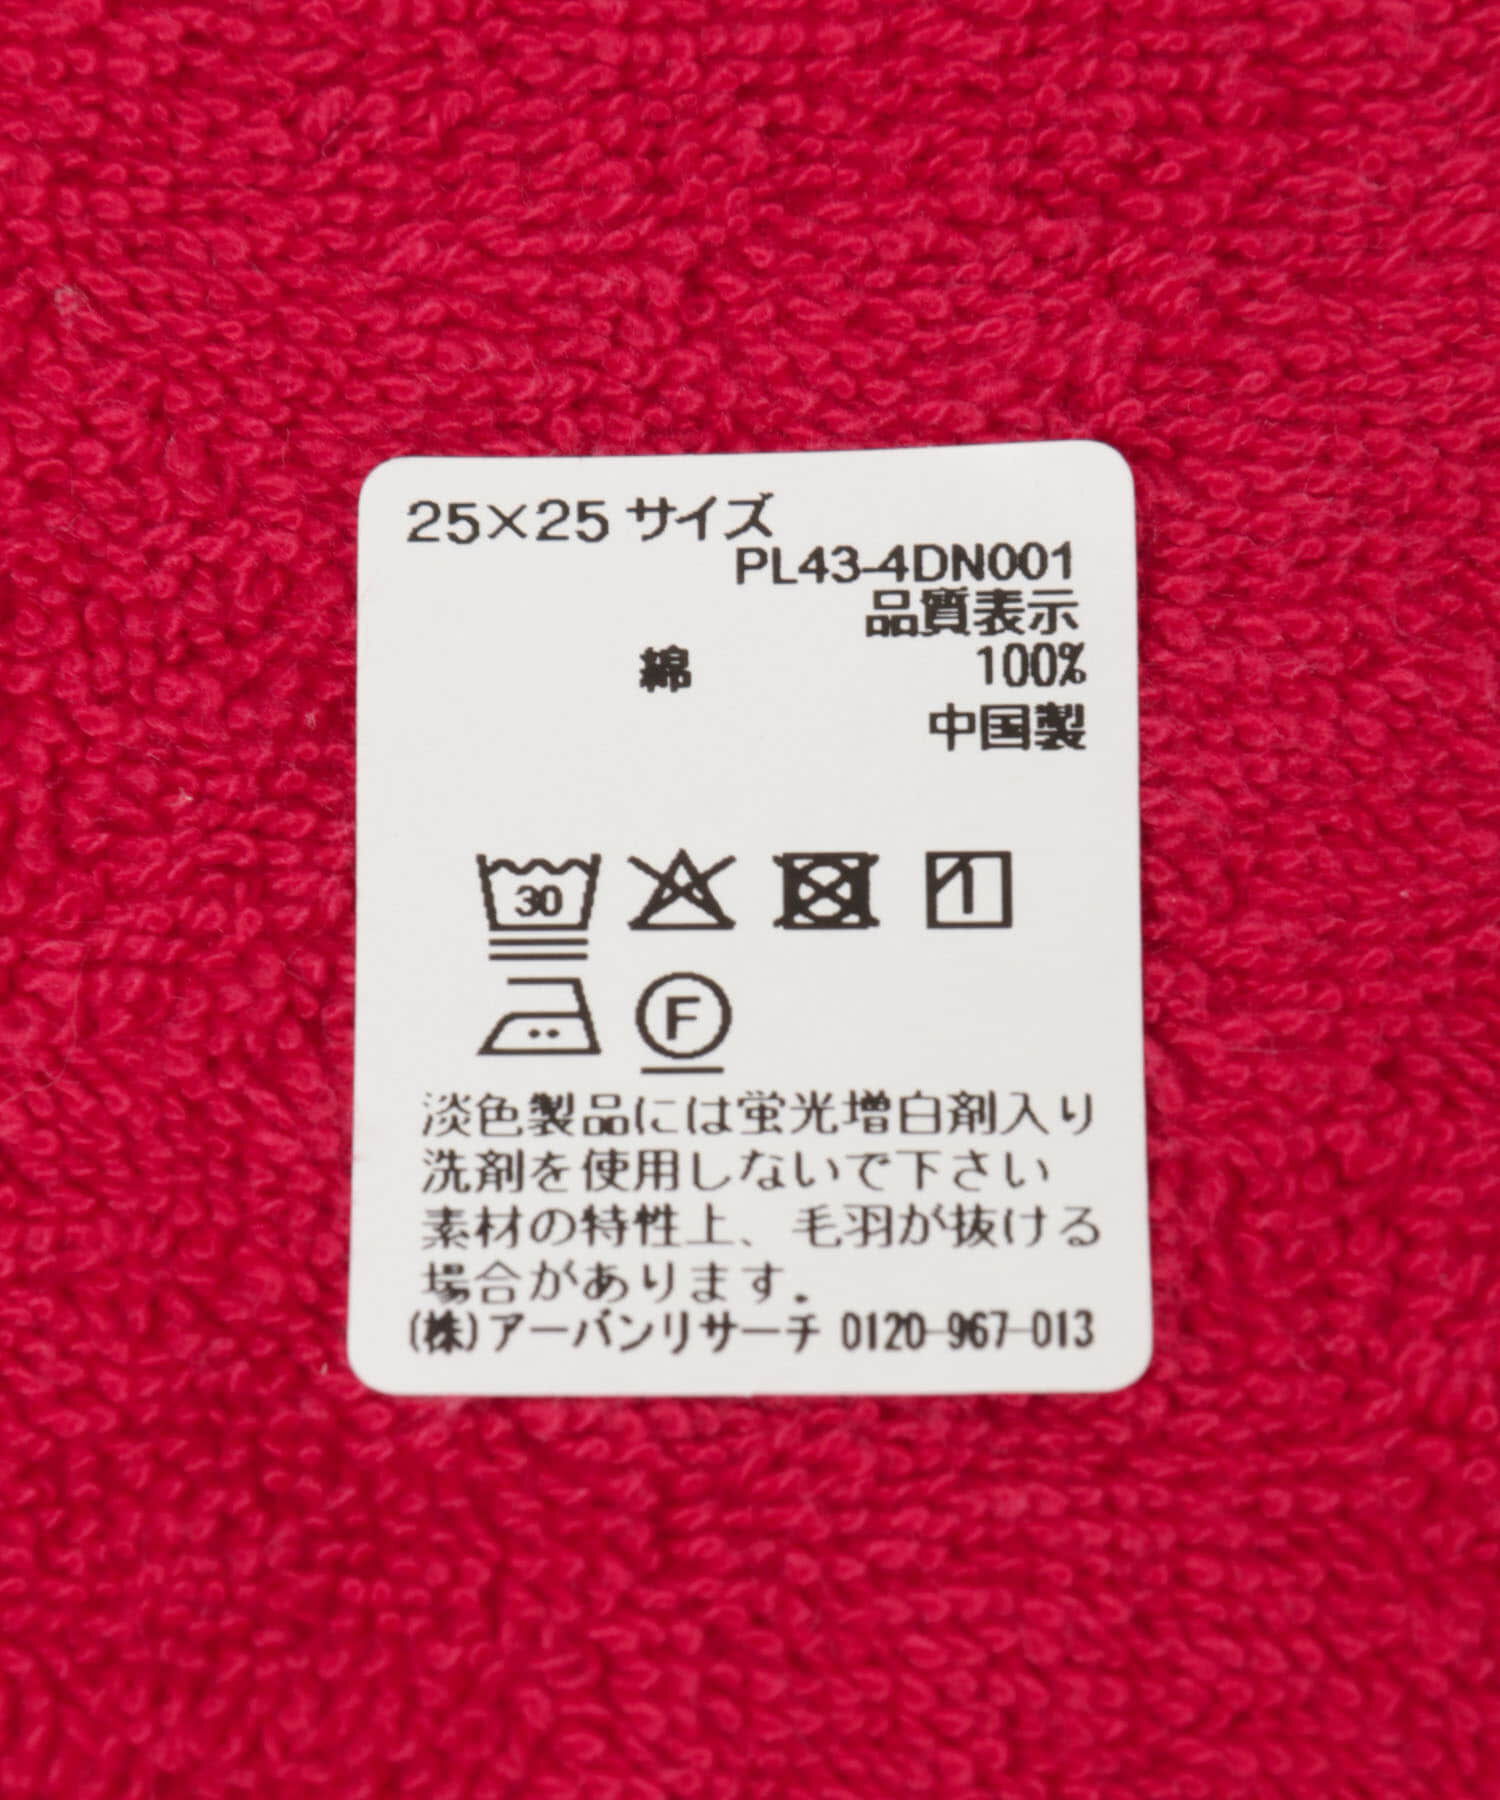 25×25 サイズ
PL43-4DN001
品質表示
綿 100%
中国製
30
F
淡色製品には蛍光増白剤入り
洗剤を使用しないで下さい
素材の特性上、毛羽が抜ける
場合があります。
(株)アーバンリサーチ 0120-967-013